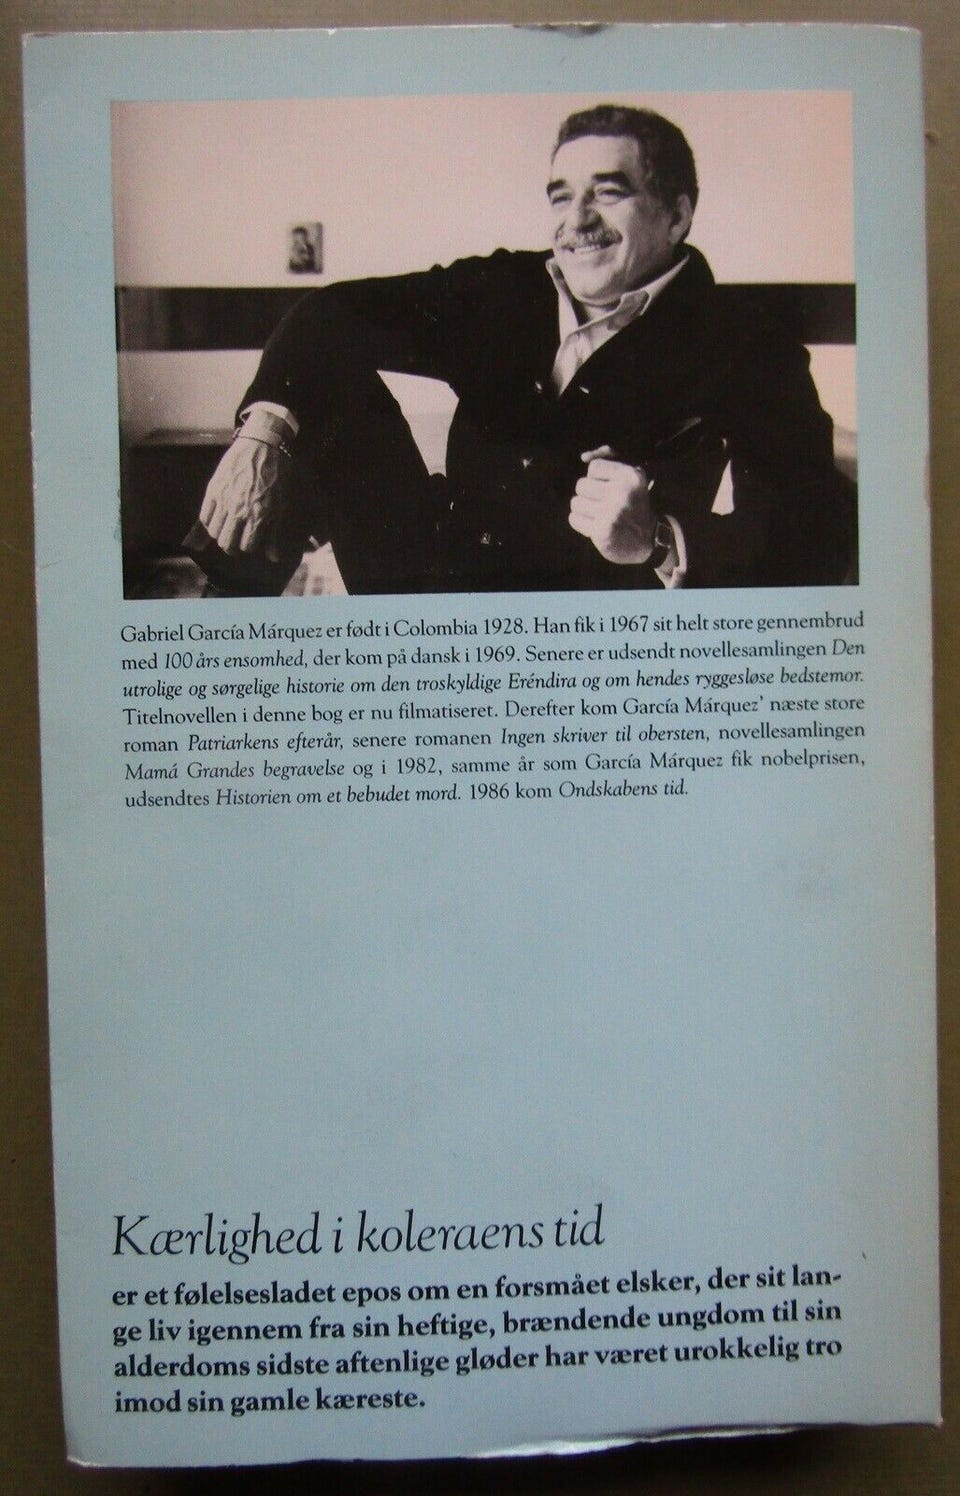 Gabriel García Márquez er født i Colombia 1928. Han fik i 1967 sit helt store gennembrud
med 100 års ensomhed, der kom på dansk i 1969. Senere er udsendt novellesamlingen Den
utrolige og sørgelige historie om den troskyldige Eréndira og om hendes ryggesløse bedstemor.
Titelnovellen i denne bog er nu filmatiseret. Derefter kom García Márquez' næste store
roman Patriarkens efterår, senere romanen Ingen skriver til obersten, novellesamlingen
Mamá Grandes begravelse og i 1982, samme år som García Márquez fik nobelprisen,
udsendtes Historien om et bebudet mord. 1986 kom Ondskabens tid.
Kærlighed i koleraens tid
er et følelsesladet epos om en forsmået elsker, der sit lan-
ge liv igennem fra sin heftige, brændende ungdom til sin
alderdoms sidste aftenlige gløder har været urokkelig tro
imod sin gamle kæreste.